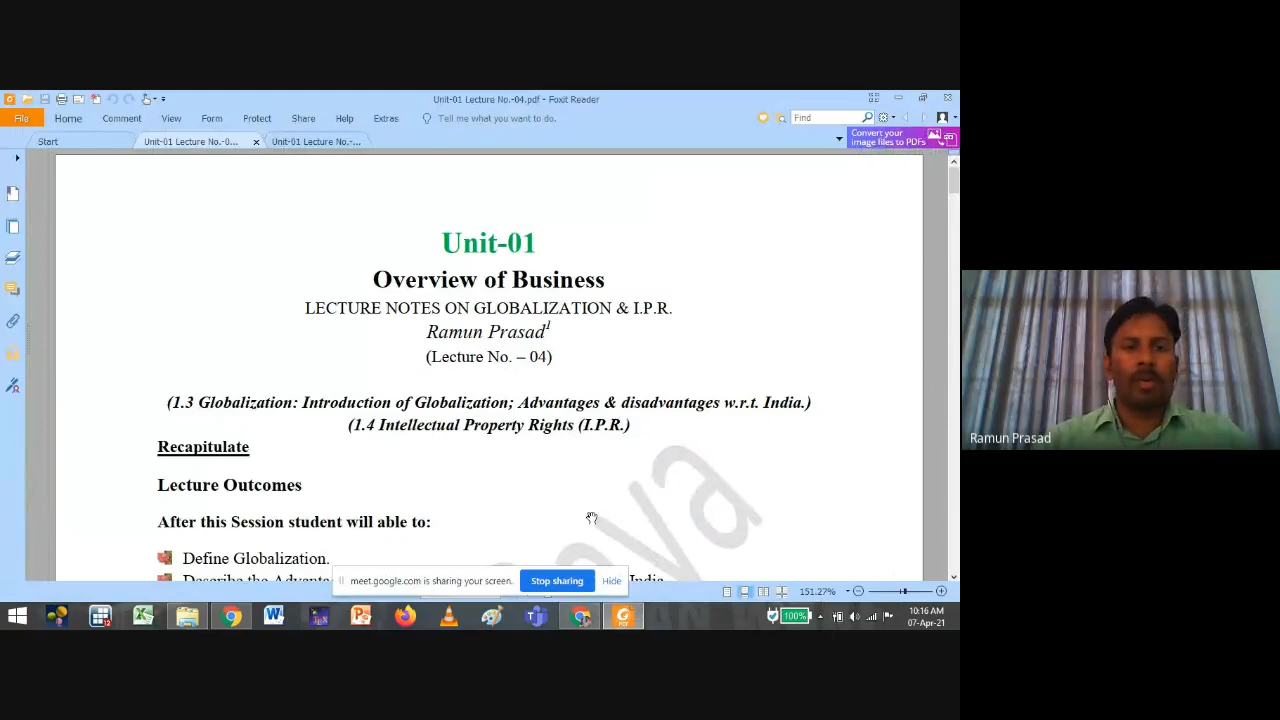 Unit-01 Lecture No.-04.pdf - Foxit Reader
File Home Comment View Form Protect Share Help Extras Tell me what you want to do. Find
Start Unit-01 Lecture No.-0... Unit-01 Lecture No.-...
Convert your
image files to PDFs
Unit-01
Overview of Business
LECTURE NOTES ON GLOBALIZATION & I.P.R.
Ramun Prasad1
(Lecture No. – 04)
(1.3 Globalization: Introduction of Globalization; Advantages & disadvantages w.r.t. India.)
(1.4 Intellectual Property Rights (I.P.R.)
Recapitulate
Lecture Outcomes
After this Session student will able to:
Define Globalization.
Describe the India
meet.google.com is sharing your screen. Stop sharing Hide
151.27%
100%
10:16 AM
07-Apr-21
Ramun Prasad